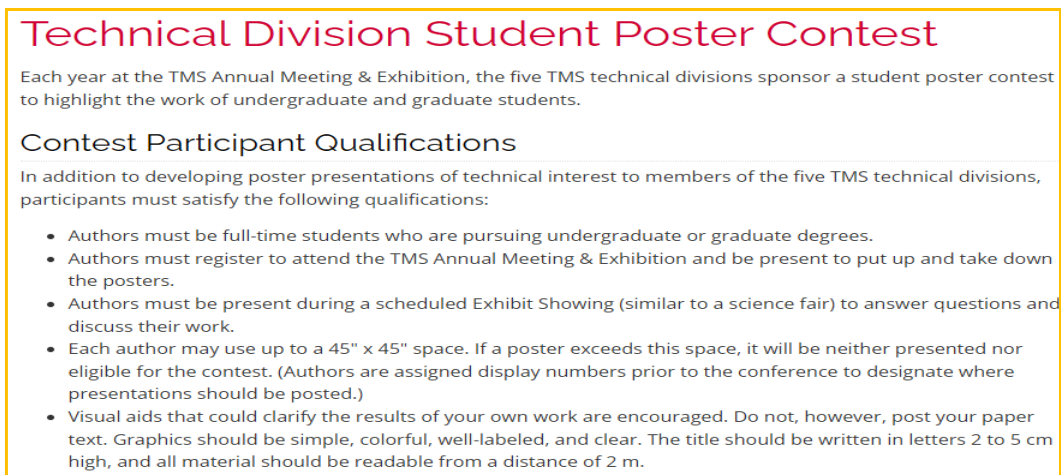 Technical Division Student Poster Contest
Each year at the TMS Annual Meeting & Exhibition, the five TMS technical divisions sponsor a student poster contest
to highlight the work of undergraduate and graduate students.
Contest Participant Qualifications
In addition to developing poster presentations of technical interest to members of the five TMS technical divisions,
participants must satisfy the following qualifications:
• Authors must be full-time students who are pursuing undergraduate or graduate degrees.
• Authors must register to attend the TMS Annual Meeting & Exhibition and be present to put up and take down
the posters.
• Authors must be present during a scheduled Exhibit Showing (similar to a science fair) to answer questions and
discuss their work.
• Each author may use up to a 45" x 45" space. If a poster exceeds this space, it will be neither presented nor
eligible for the contest. (Authors are assigned display numbers prior to the conference to designate where
presentations should be posted.)
• Visual aids that could clarify the results of your own work are encouraged. Do not, however, post your paper
text. Graphics should be simple, colorful, well-labeled, and clear. The title should be written in letters 2 to 5 cm
high, and all material should be readable from a distance of 2 m.